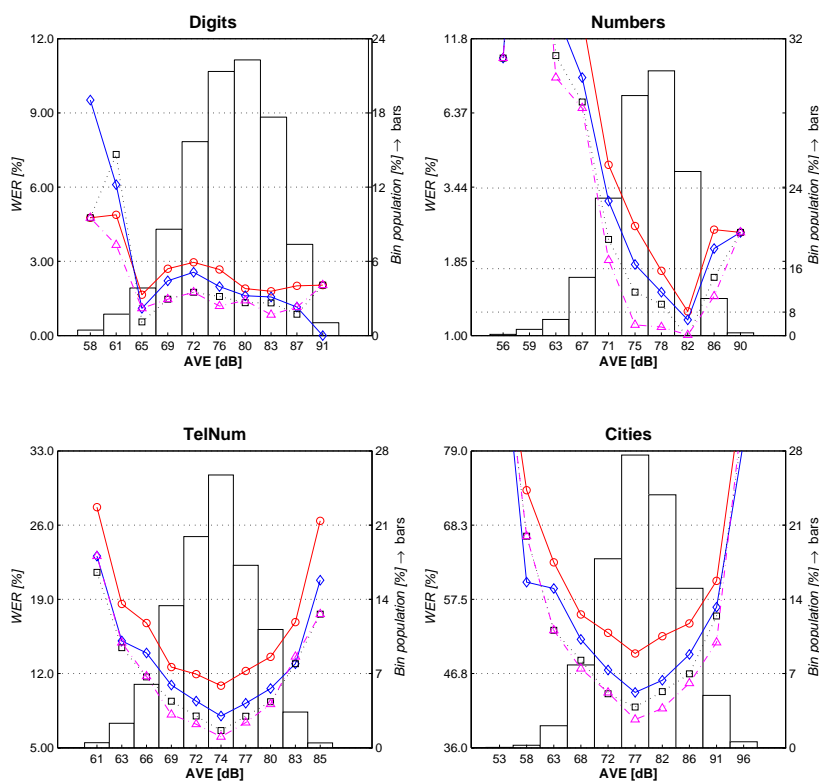 Digits
12.0
9.00
6.00
3.00
0.00
WER [%]
24
18
12
6
0
Bin population [%] → bars
58 61 65 69 72 76 80 83 87 91
AVE [dB]
Numbers
11.8
6.37
3.44
1.85
1.00
WER [%]
32
24
16
8
0
Bin population [%] → bars
56 59 63 67 71 75 78 82 86 90
AVE [dB]
TelNum
33.0
26.0
19.0
12.0
5.00
WER [%]
28
21
14
7
0
Bin population [%] → bars
61 63 66 69 72 74 77 80 83 85
AVE [dB]
Cities
79.0
68.3
57.5
46.8
36.0
WER [%]
28
21
14
7
0
Bin population [%] → bars
53 58 63 68 72 77 82 86 91 96
AVE [dB]